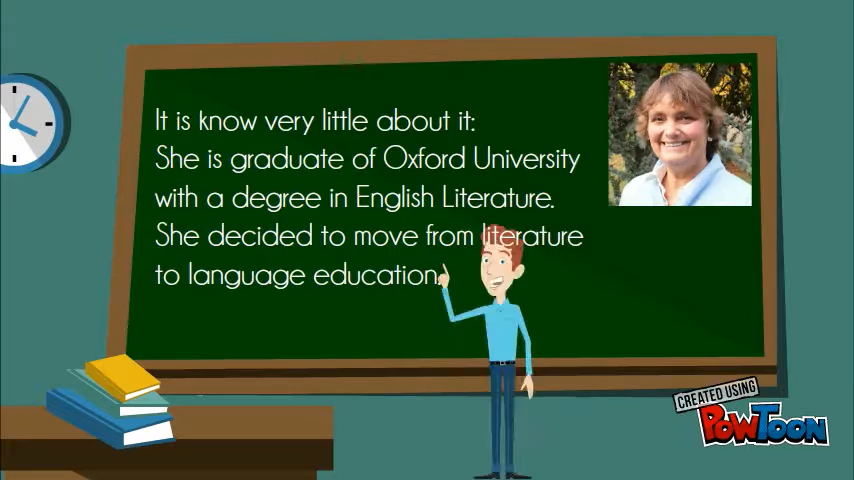 It is know very little about it:
She is graduate of Oxford University
with a degree in English Literature.
She decided to move from literature
to language education.
CREATED USING
POWTOON